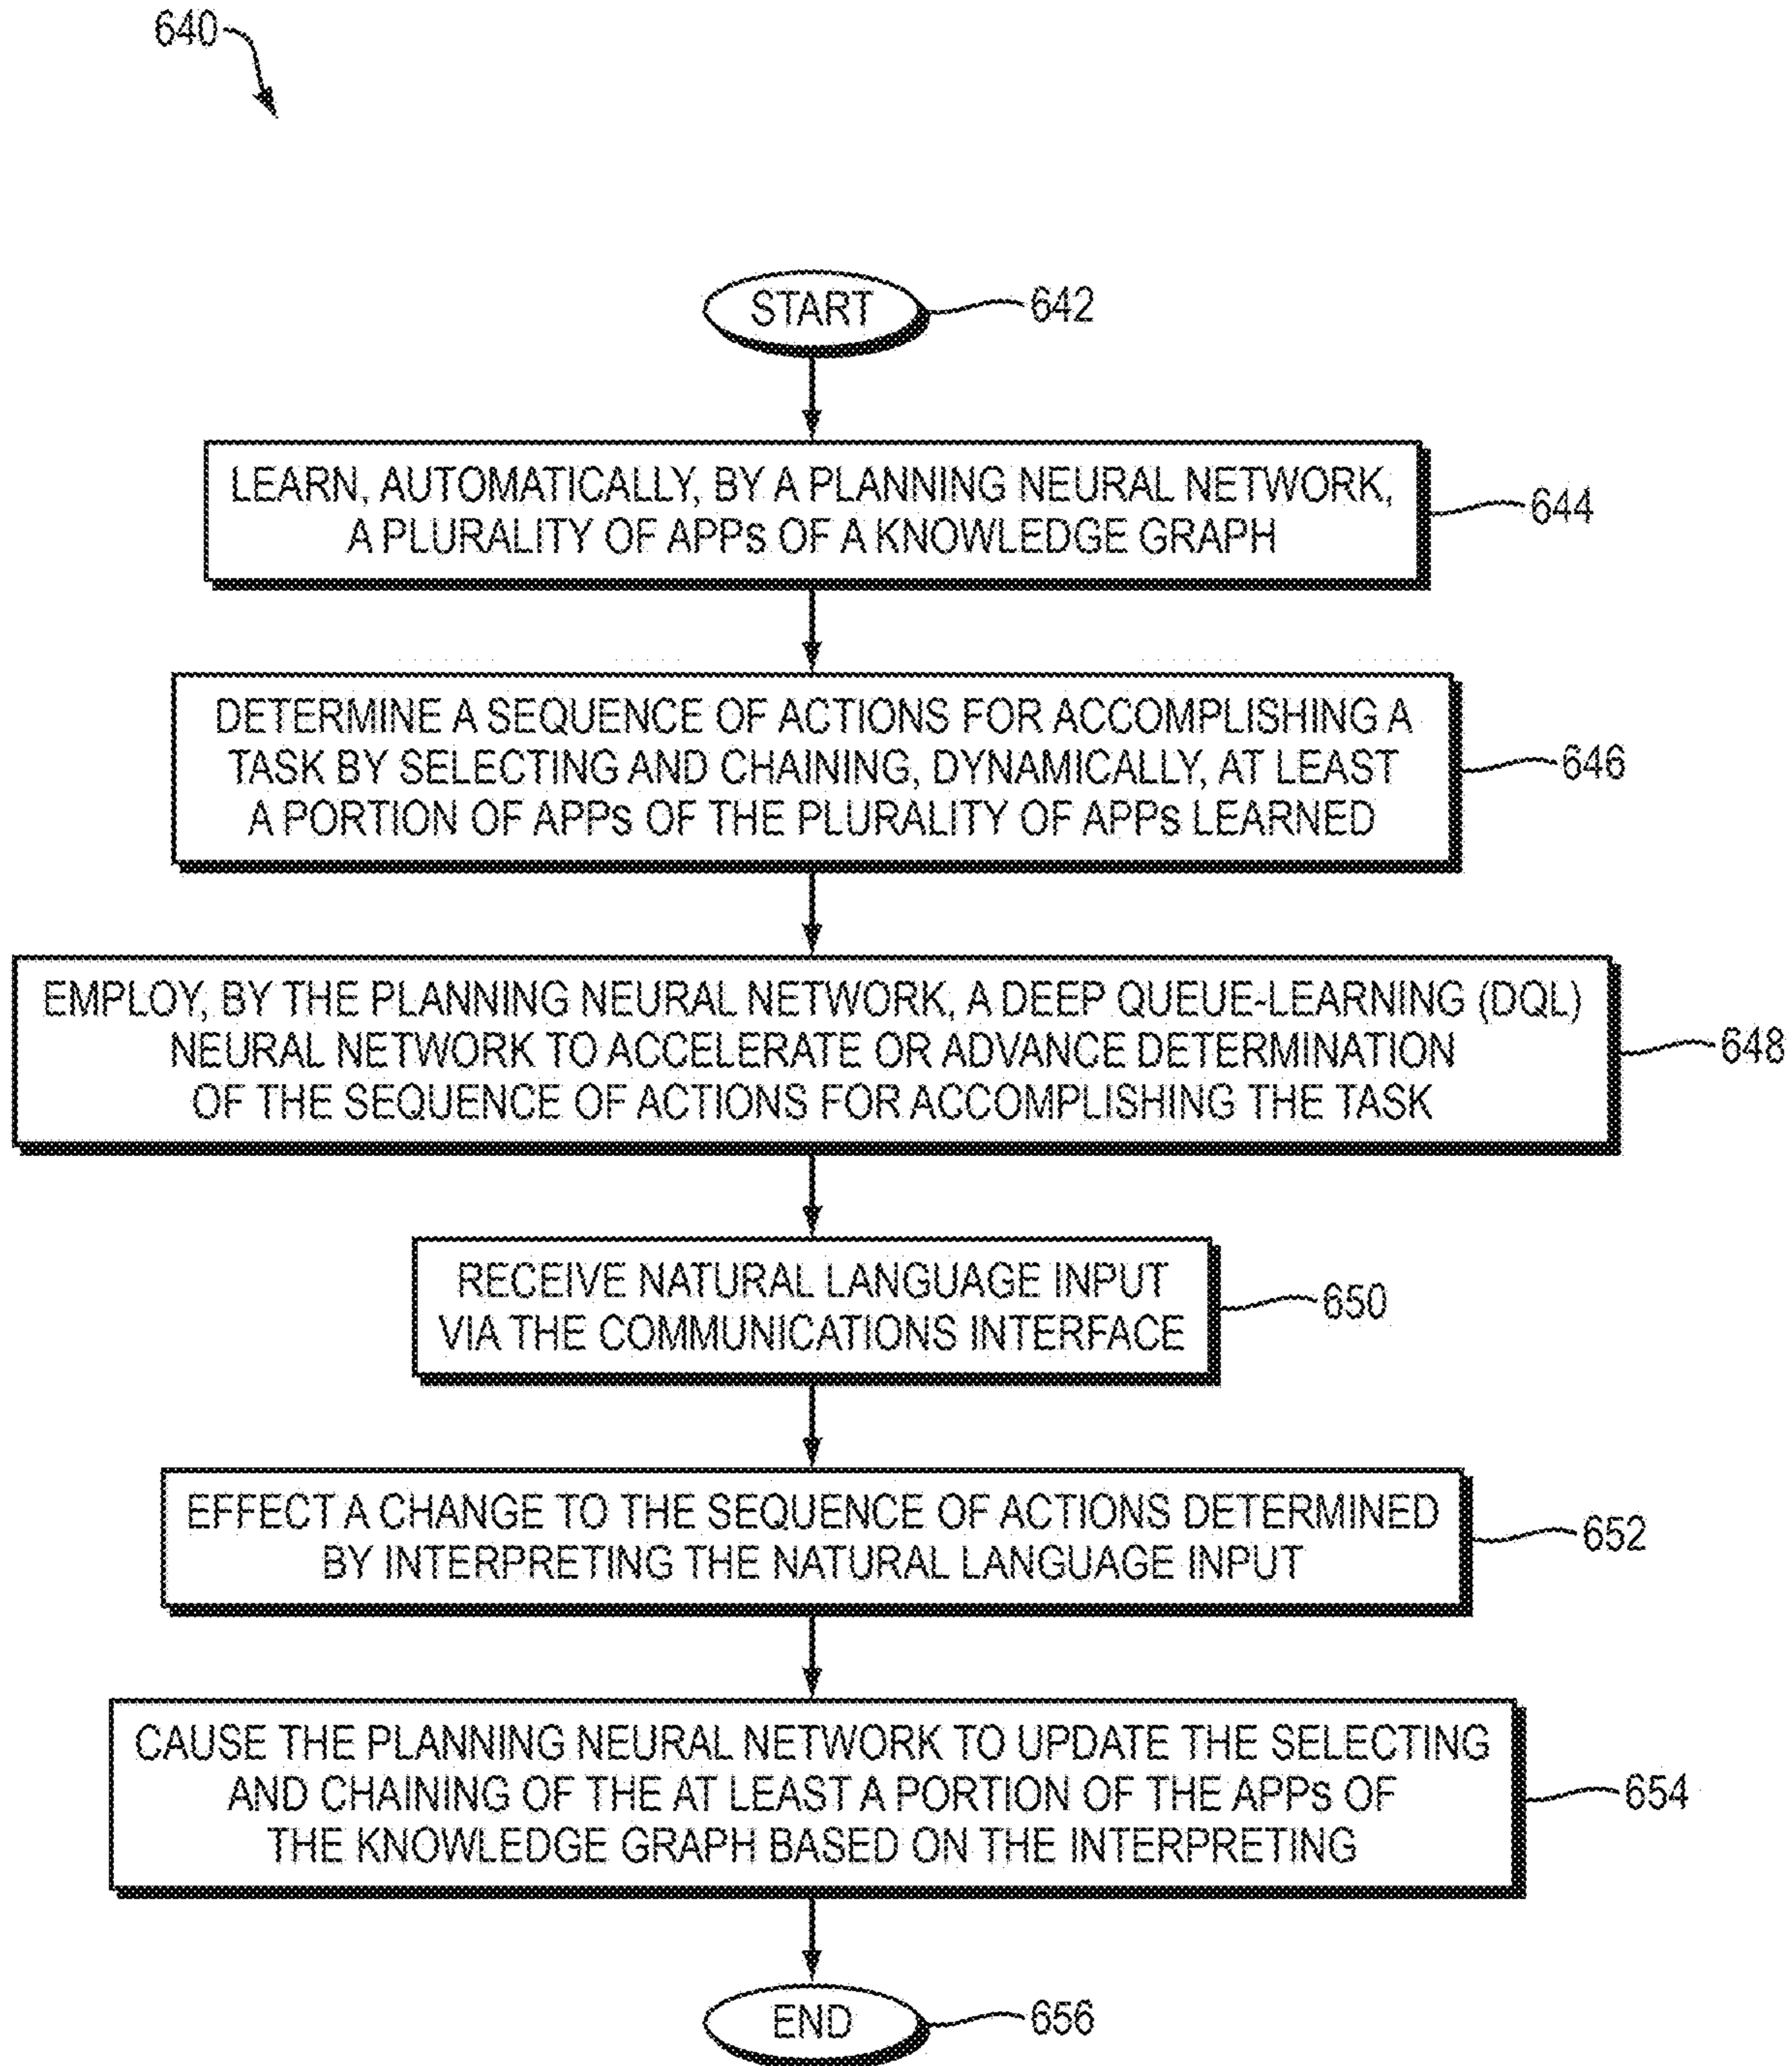 640
START
642
LEARN, AUTOMATICALLY, BY A PLANNING NEURAL NETWORK,
A PLURALITY OF APPs OF A KNOWLEDGE GRAPH
644
DETERMINE A SEQUENCE OF ACTIONS FOR ACCOMPLISHING A
TASK BY SELECTING AND CHAINING, DYNAMICALLY, AT LEAST
A PORTION OF APPs OF THE PLURALITY OF APPs LEARNED
646
EMPLOY, BY THE PLANNING NEURAL NETWORK, A DEEP QUEUE-LEARNING (DQL)
NEURAL NETWORK TO ACCELERATE OR ADVANCE DETERMINATION
OF THE SEQUENCE OF ACTIONS FOR ACCOMPLISHING THE TASK
648
RECEIVE NATURAL LANGUAGE INPUT
VIA THE COMMUNICATIONS INTERFACE
650
EFFECT A CHANGE TO THE SEQUENCE OF ACTIONS DETERMINED
BY INTERPRETING THE NATURAL LANGUAGE INPUT
652
CAUSE THE PLANNING NEURAL NETWORK TO UPDATE THE SELECTING
AND CHAINING OF THE AT LEAST A PORTION OF THE APPs OF
THE KNOWLEDGE GRAPH BASED ON THE INTERPRETING
654
END
656